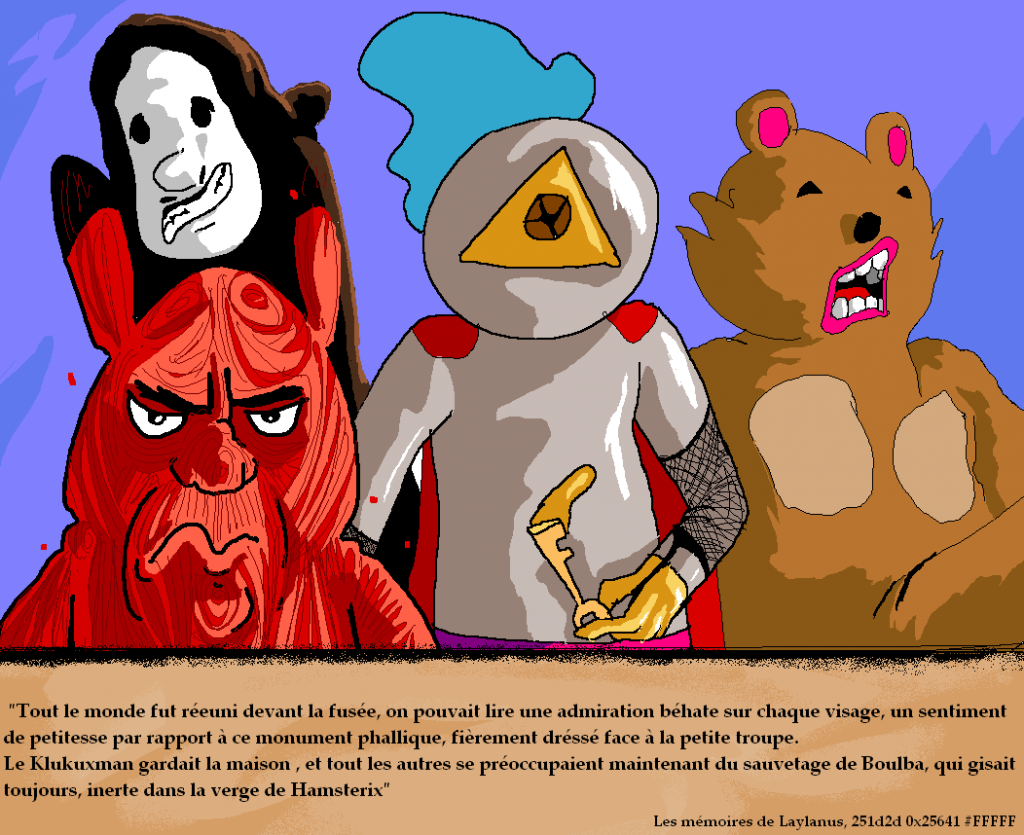 "Tout le monde fut réeuni devant la fusée, on pouvait lire une admiration béhate sur chaque visage, un sentiment
de petitesse par rapport à ce monument phallique, fièrement dréssé face à la petite troupe.
Le Klukuxman gardait la maison , et tout les autres se préoccupaient maintenant du sauvetage de Boulba, qui gisait
toujours, inerte dans la verge de Hamsterix"
Les mémoires de Laylanus, 251d2d 0x25641 #FFFFF